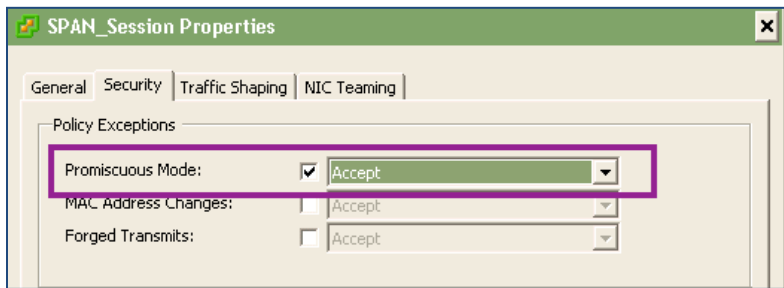 SPAN_Session Properties
General Security Traffic Shaping NIC Teaming
Policy Exceptions
Promiscuous Mode: Accept
MAC Address Changes: Accept
Forged Transmits: Accept